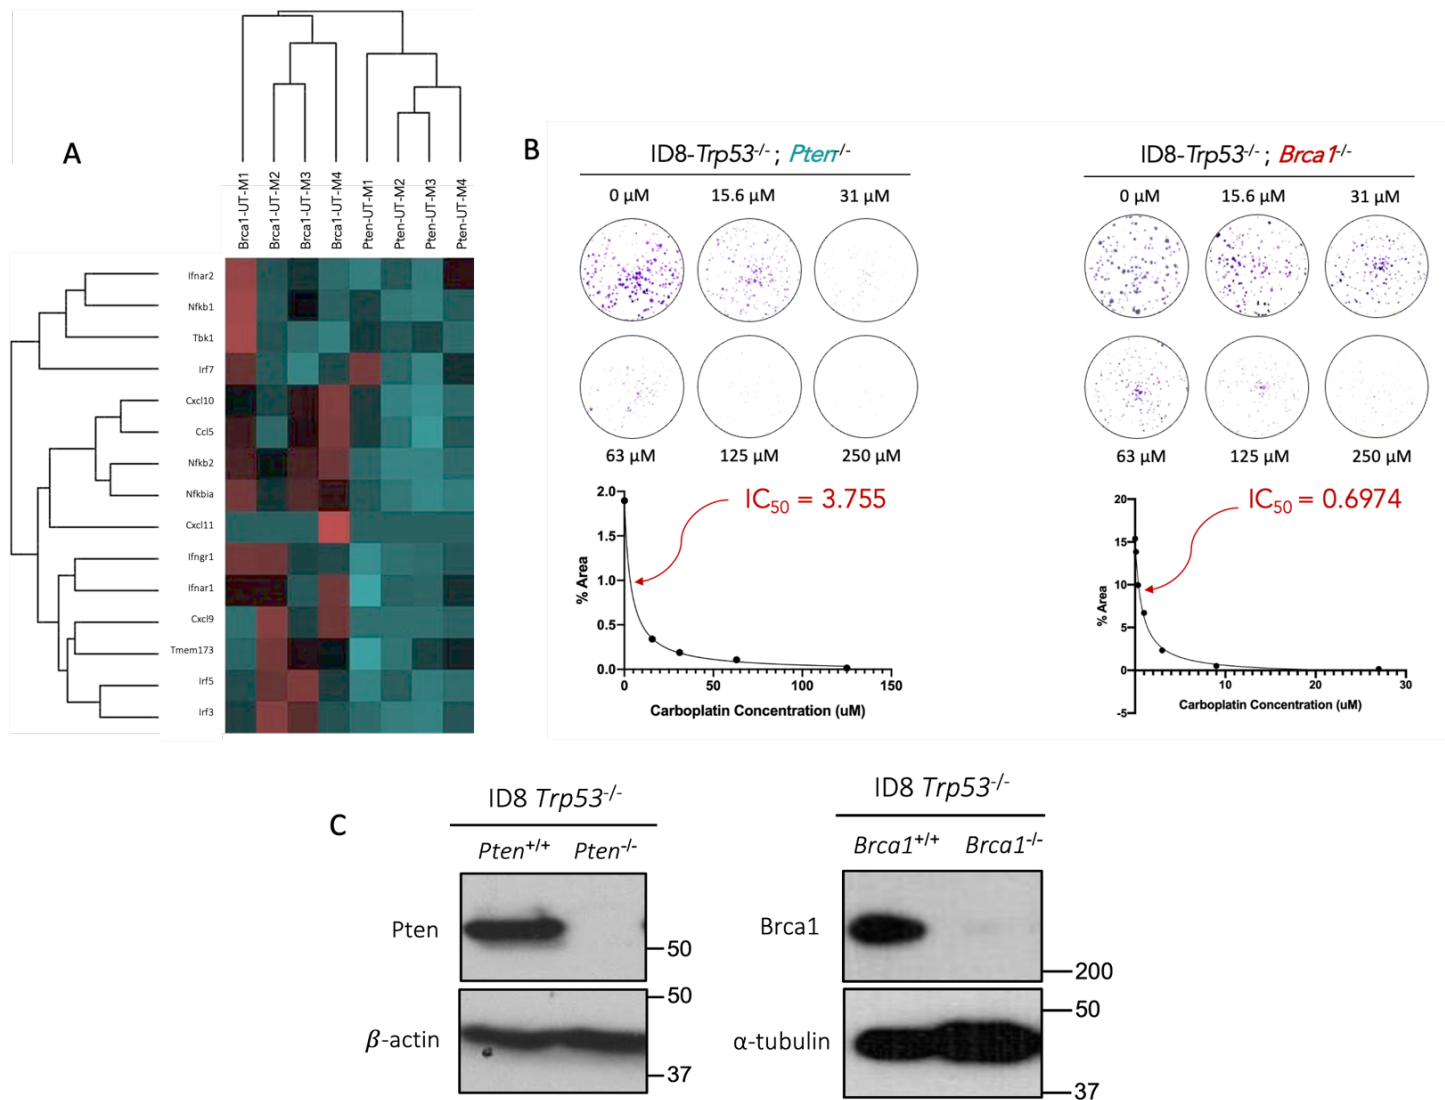 A
Brca1-UT-M1
Brca1-UT-M2
Brca1-UT-M3
Brca1-UT-M4
Pten-UT-M1
Pten-UT-M2
Pten-UT-M3
Pten-UT-M4
Ifnar2
Nfkb1
Tbk1
Irf7
Cxcl10
Ccl5
Nfkb2
Nfkbia
Cxcl11
Ifngr1
Ifnar1
Cxcl9
Tmem173
Irf5
Irf3
B
ID8-Trp53-/- ; Pten-/-
0 µM 15.6 µM 31 µM
63 µM 125 µM 250 µM
IC50 = 3.755
2.0
1.5
1.0
0.5
0.0
% Area
0 50 100 150
Carboplatin Concentration (uM)
ID8-Trp53-/- ; Brca1-/-
0 µM 15.6 µM 31 µM
63 µM 125 µM 250 µM
IC50 = 0.6974
20
15
10
5
0
-5
% Area
10 20 30
Carboplatin Concentration (uM)
C
ID8 Trp53-/-
Pten+/+ Pten-/-
Pten
50
50
β-actin
37
ID8 Trp53-/-
Brca1+/+ Brca1-/-
Brca1
200
50
α-tubulin
37